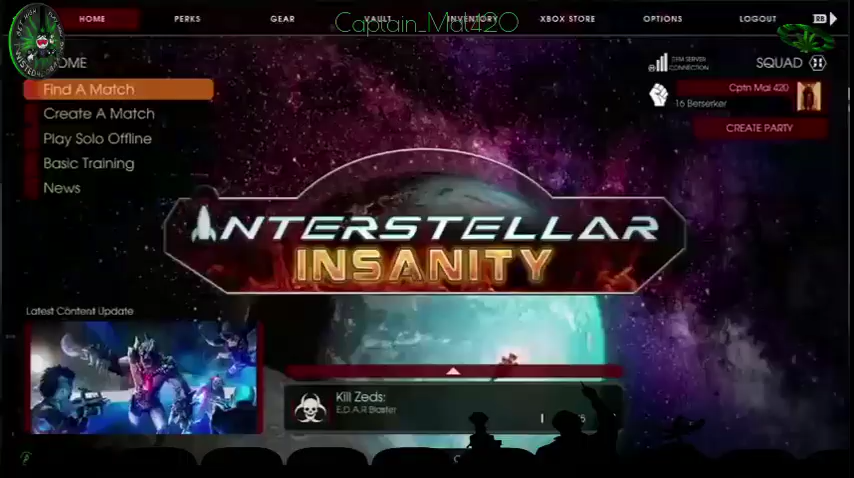 HOME PERKS GEAR VAULT INVENTORY XBOX STORE OPTIONS LOGOUT RB
Captain_Mal420
Find A Match
Create A Match
Play Solo Offline
Basic Training
News
SQUAD
Cptn Mal 420
16 Berserker
CREATE PARTY
INTERSTELLAR
INSANITY
Latest Content Update
Kill Zeds:
E.D.A.R Blaster